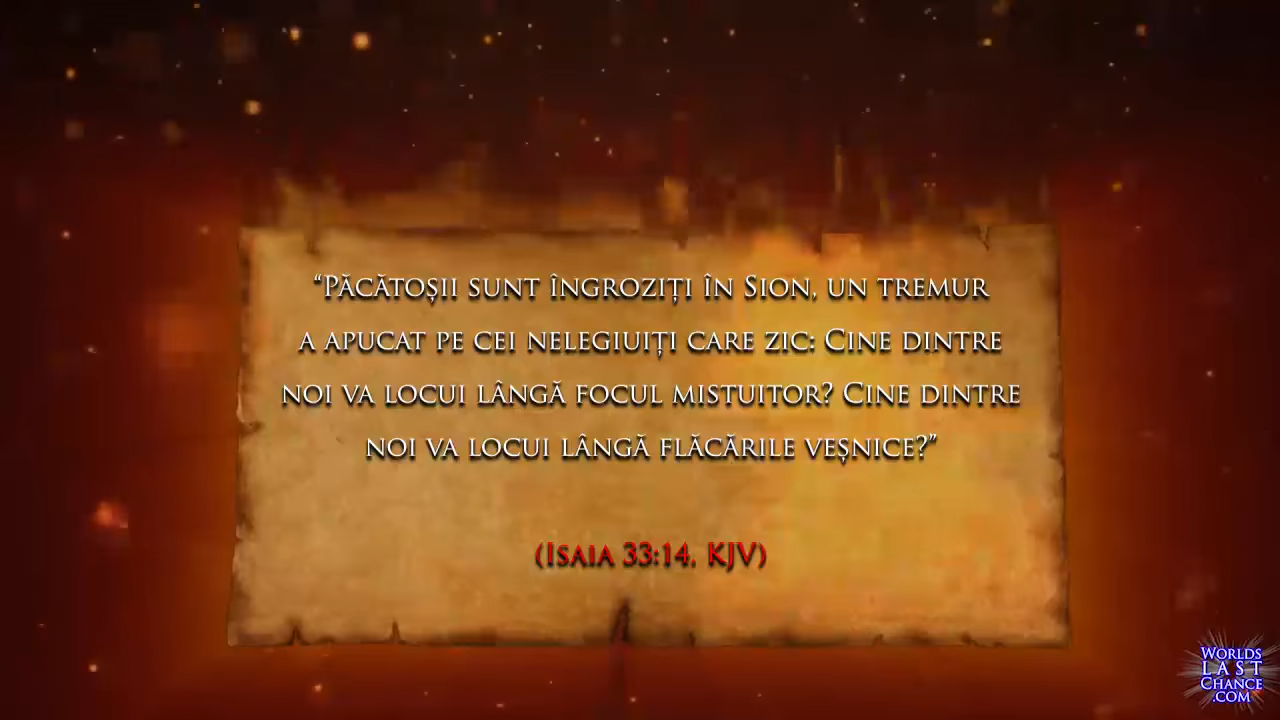 “Păcătoșii sunt îngroziți în Sion, un tremur
a apucat pe cei nelegiuiți care zic: Cine dintre
noi va locui lângă focul mistuitor? Cine dintre
noi va locui lângă flăcările veșnice?”
(Isaia 33:14, KJV)
Worlds
Last
Chance
.com